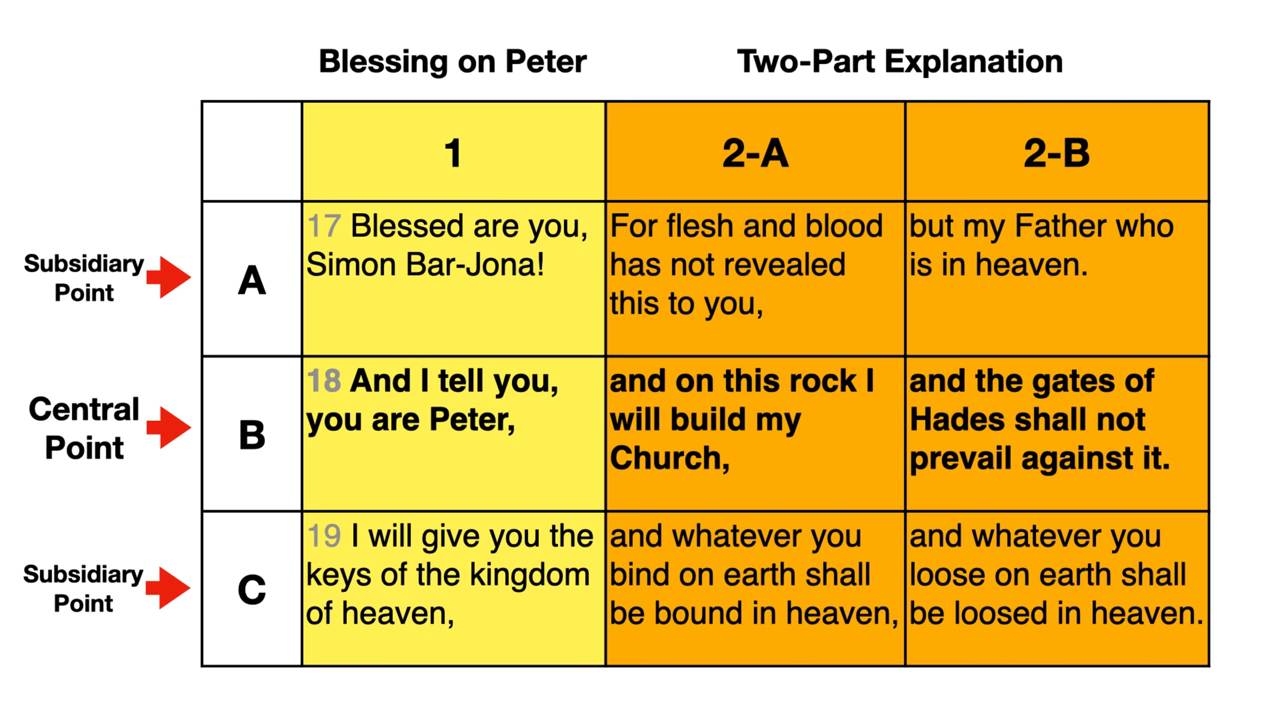 Blessing on Peter
Two-Part Explanation
1
2-A
2-B
Subsidiary
Point
A
17 Blessed are you,
Simon Bar-Jona!
For flesh and blood
has not revealed
this to you,
but my Father who
is in heaven.
Central
Point
B
18 And I tell you,
you are Peter,
and on this rock I
will build my
Church,
and the gates of
Hades shall not
prevail against it.
Subsidiary
Point
C
19 I will give you the
keys of the kingdom
of heaven,
and whatever you
bind on earth shall
be bound in heaven,
and whatever you
loose on earth shall
be loosed in heaven.